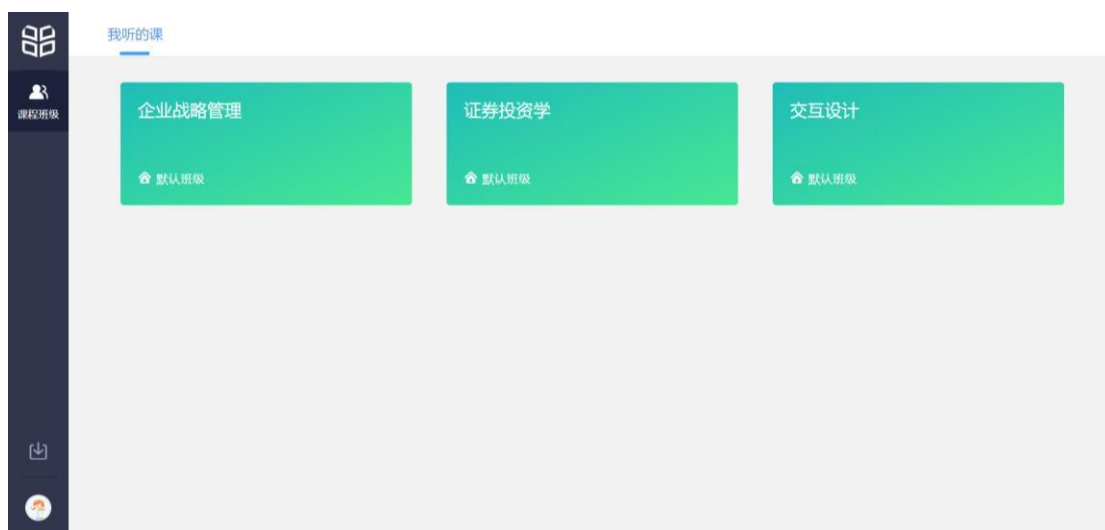 我听的课
课程班级
企业战略管理
默认班级
证券投资学
默认班级
交互设计
默认班级